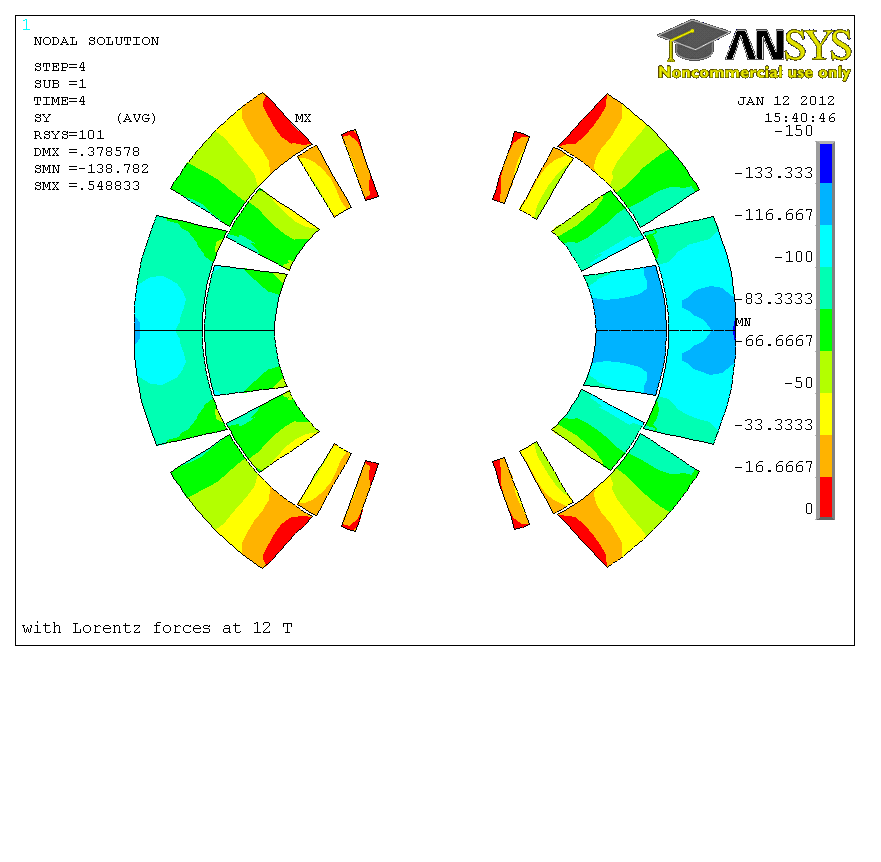 1
NODAL SOLUTION
STEP=4
SUB =1
TIME=4
SY (AVG)
RSYS=101
DMX =.378578
SMN =-138.782
SMX =.548833
MX
ANSYS
Noncommercial use only
JAN 12 2012
15:40:46
-150
-133.333
-116.667
-100
-83.3333
MN
-66.6667
-50
-33.3333
-16.6667
0
with Lorentz forces at 12 T